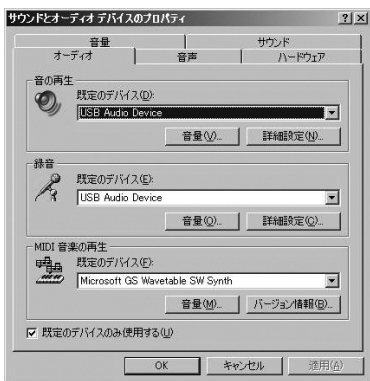 サウンドとオーディオ デバイスのプロパティ
音量 サウンド
オーディオ 音声 ハードウェア
音の再生
既定のデバイス(D):
USB Audio Device
音量(V)... 詳細設定(N)...
録音
既定のデバイス(E):
USB Audio Device
音量(O)... 詳細設定(C)...
MIDI 音楽の再生
既定のデバイス(F):
Microsoft GS Wavetable SW Synth
音量(M)... バージョン情報(B)...
既定のデバイスのみ使用する(U)
OK キャンセル 適用(A)